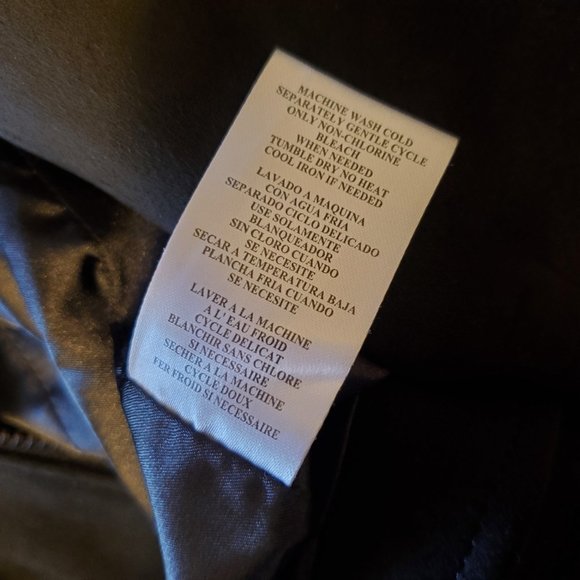 MACHINE WASH COLD
SEPARATELY GENTLE CYCLE
ONLY NON-CHLORINE
BLEACH
WHEN NEEDED
TUMBLE DRY NO HEAT
COOL IRON IF NEEDED
LAVADO A MAQUINA
CON AGUA FRIA
SEPARADO CICLO DELICADO
USE SOLAMENTE
BLANQUEADOR
SIN CLORO CUANDO
SE NECESITE
SECAR A TEMPERATURA BAJA
PLANCHA FRIA CUANDO
SE NECESITE
LAVER A LA MACHINE
A L'EAU FROID
CYCLE DELICAT
BLANCHIR SANS CHLORE
SI NECESSAIRE
SECHER A LA MACHINE
CYCLE DOUX
FER FROID SI NECESSAIRE